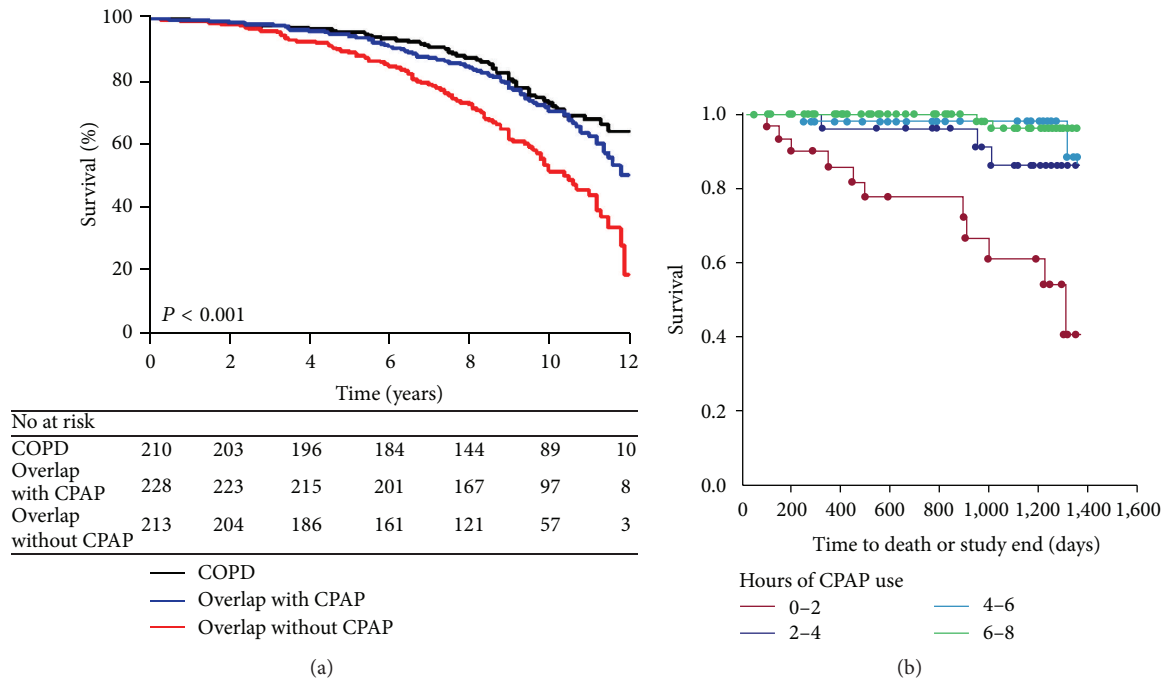 100
80
60
40
20
0
Survival (%)
P < 0.001
0 2 4 6 8 10 12
Time (years)
No at risk
COPD 210 203 196 184 144 89 10
Overlap
with CPAP 228 223 215 201 167 97 8
Overlap
without CPAP 213 204 186 161 121 57 3
COPD
Overlap with CPAP
Overlap without CPAP
(a)
1.0
0.8
0.6
0.4
0.2
0.0
Survival
0 200 400 600 800 1,000 1,200 1,400 1,600
Time to death or study end (days)
Hours of CPAP use
0–2 4–6
2–4 6–8
(b)